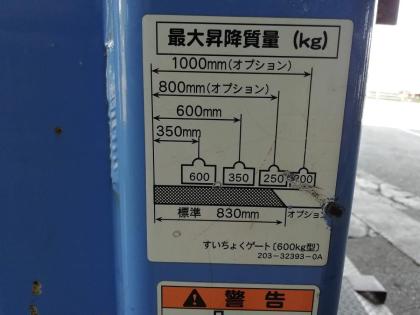 最大昇降質量 (kg)
1000mm(オプション)
800mm(オプション)
600mm
350mm
600 350 250 200
標準 830mm オプション
すいちょくゲート〔600kg型〕
203-32393-0A
警告